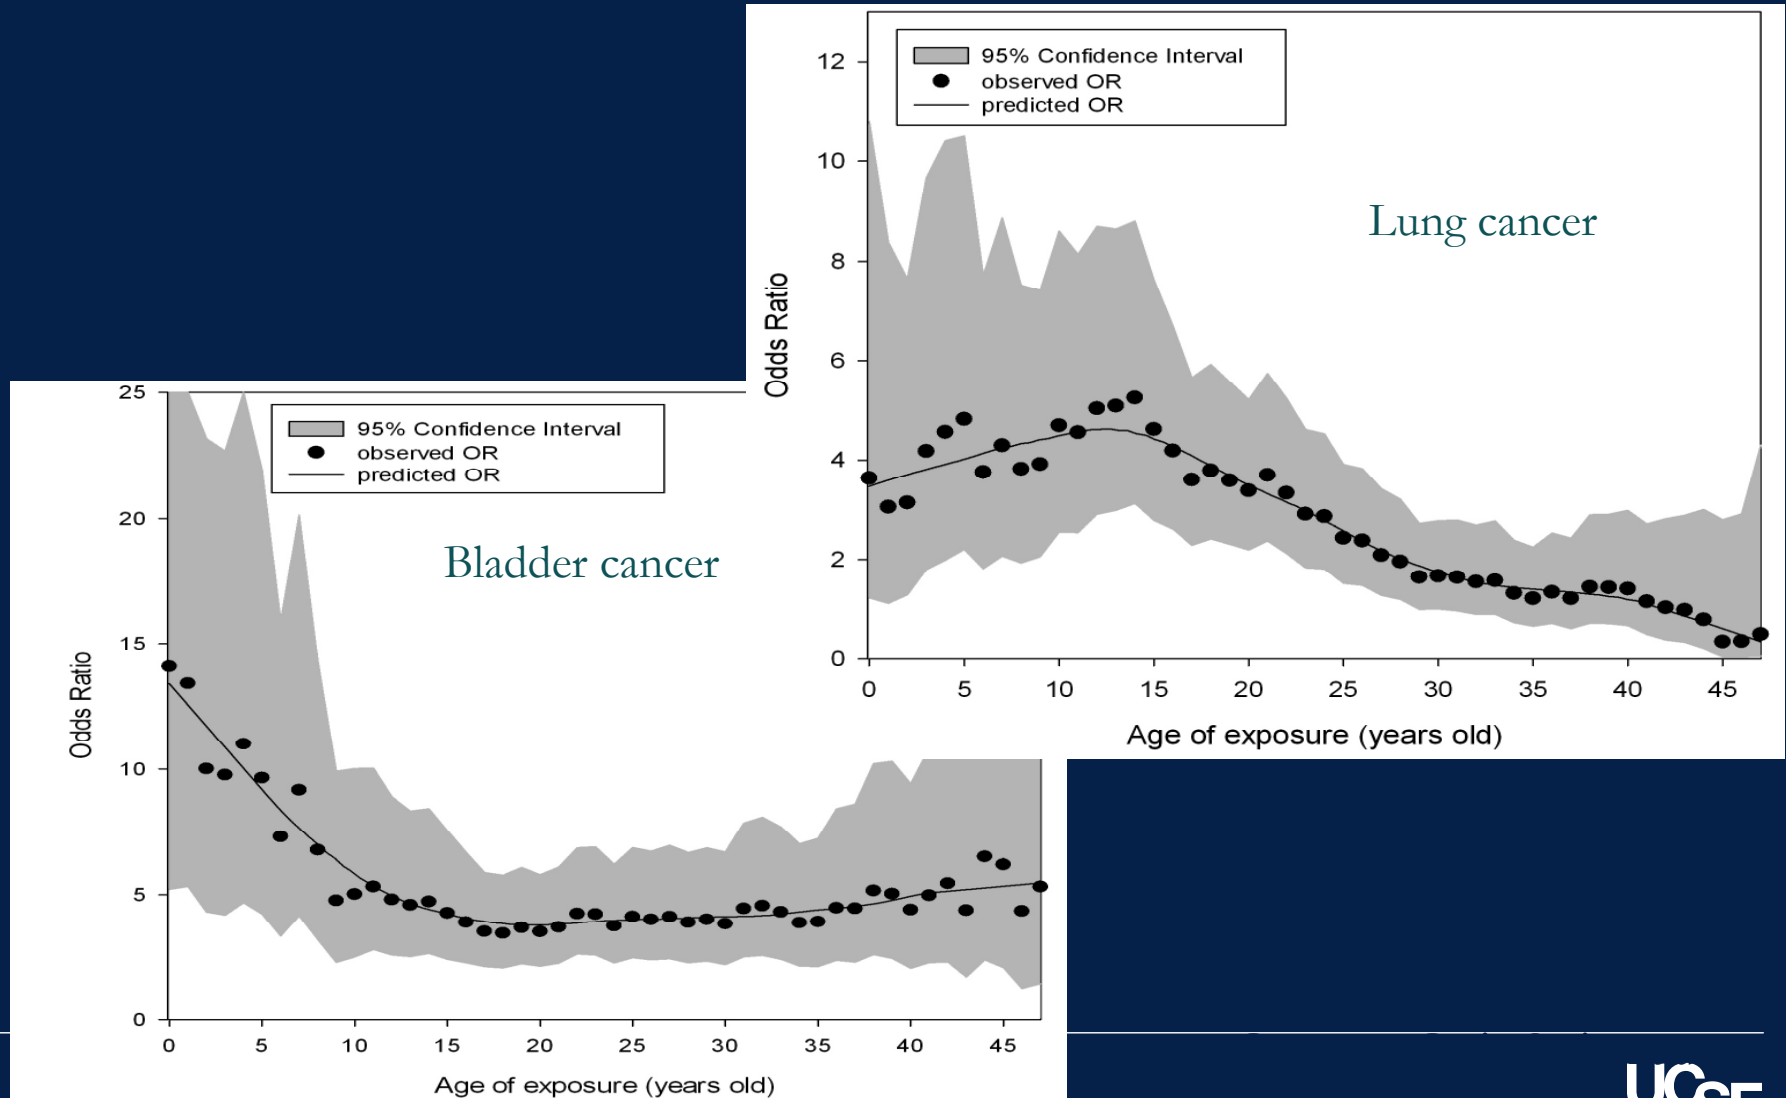 12
10
8
6
4
2
0
Odds Ratio
95% Confidence Interval
observed OR
predicted OR
Lung cancer
0 5 10 15 20 25 30 35 40 45
Age of exposure (years old)
25
20
15
10
5
0
Odds Ratio
95% Confidence Interval
observed OR
predicted OR
Bladder cancer
0 5 10 15 20 25 30 35 40 45
Age of exposure (years old)
UCSF